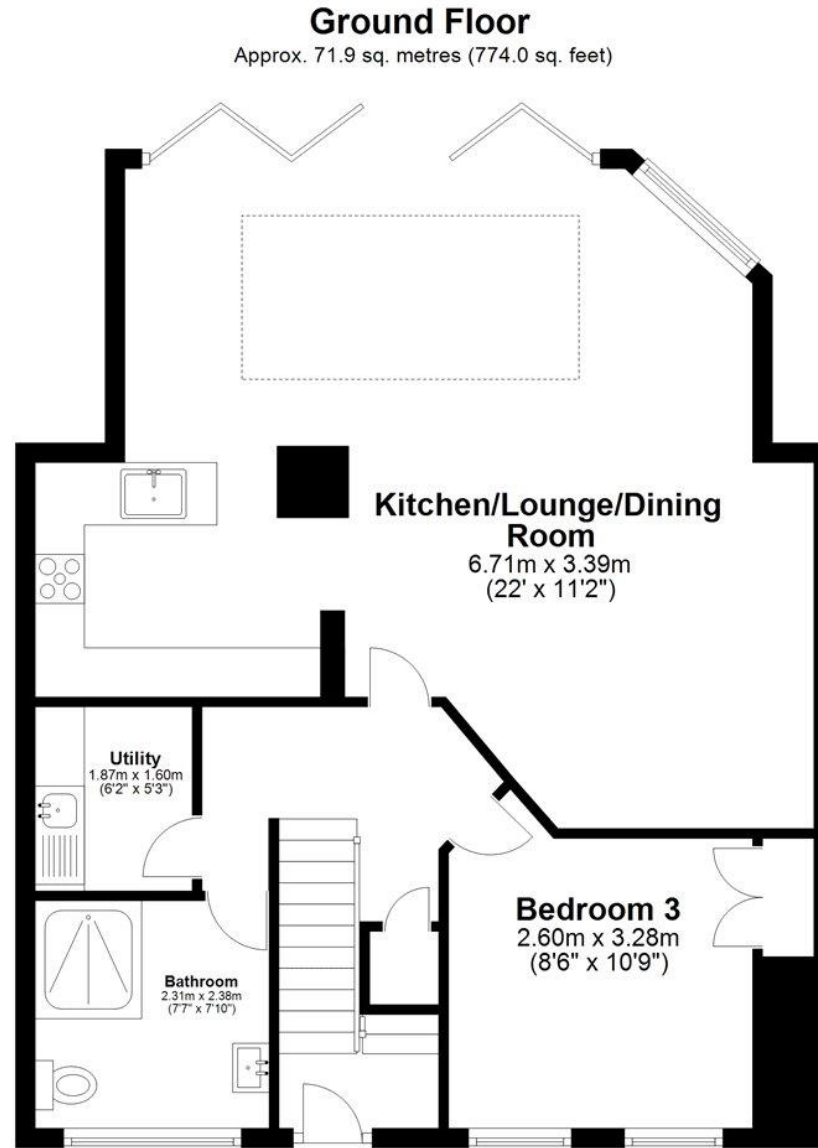 Ground Floor
Approx. 71.9 sq. metres (774.0 sq. feet)
Kitchen/Lounge/Dining
Room
6.71m x 3.39m
(22' x 11'2")
Utility
1.87m x 1.60m
(6'2" x 5'3")
Bedroom 3
2.60m x 3.28m
(8'6" x 10'9")
Bathroom
2.31m x 2.38m
(7'7" x 7'10")